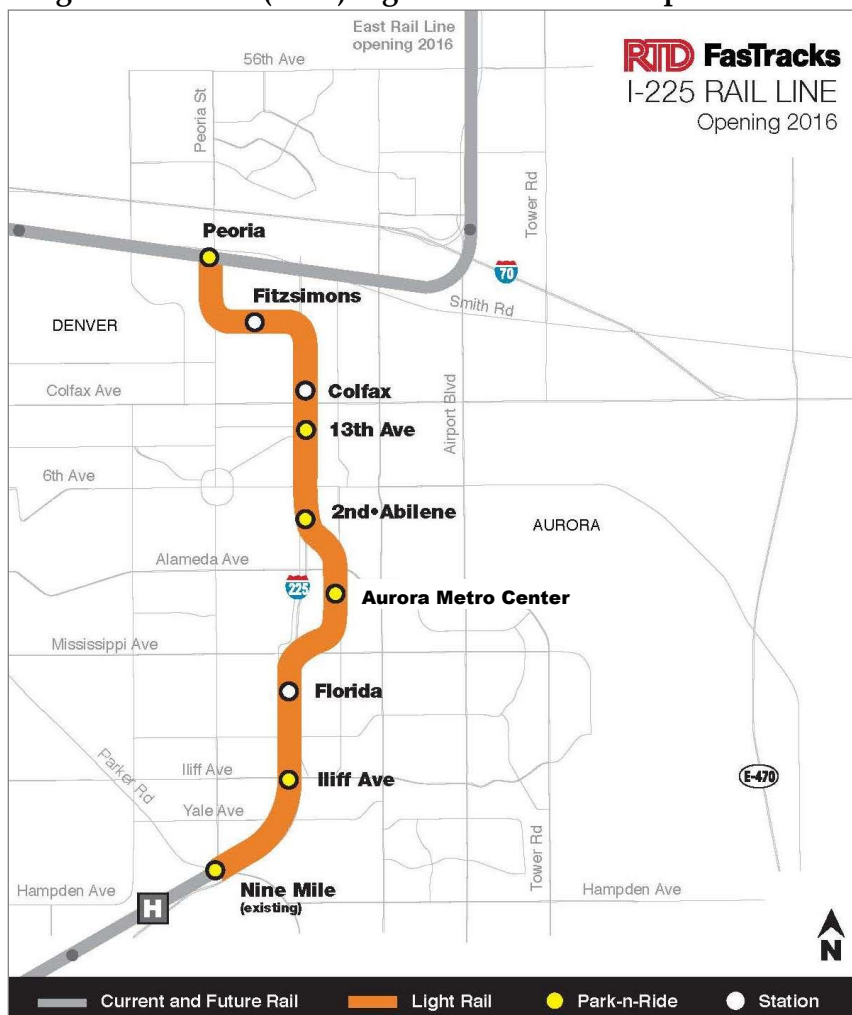 East Rail Line
opening 2016
RTD FasTracks
I-225 RAIL LINE
Opening 2016
56th Ave
Peoria St
Tower Rd
Peoria
70
Fitzsimons
Smith Rd
DENVER
Colfax Ave
Colfax
Airport Blvd
13th Ave
6th Ave
2nd•Abilene
AURORA
Alameda Ave
225
Aurora Metro Center
Mississippi Ave
Florida
Parker Rd
Iliff Ave
Iliff Ave
E-470
Yale Ave
Tower Rd
Hampden Ave
Nine Mile
(existing)
Hampden Ave
H
N
Current and Future Rail
Light Rail
Park-n-Ride
Station